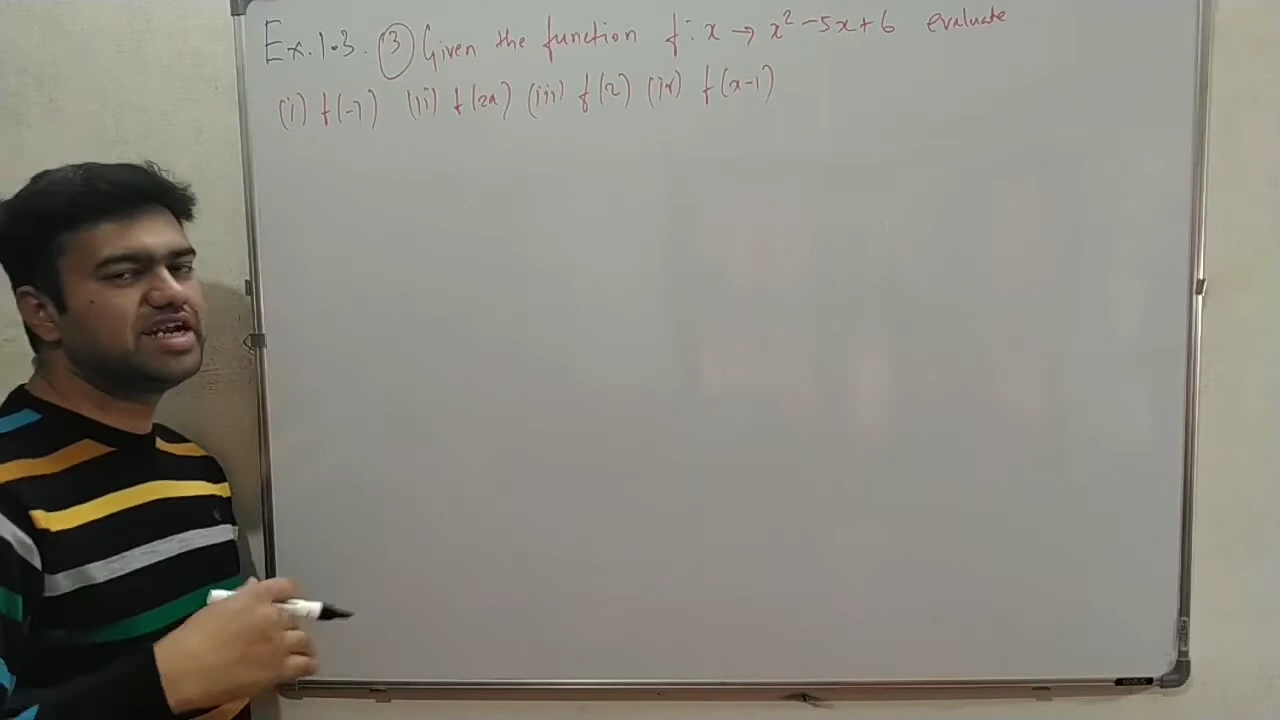 Ex.1.3. ③ Given the function f: x → x² -5x+6 evaluate
(i) f(-1) (ii) f(2a) (iii) f(2) (iv) f(x-1)